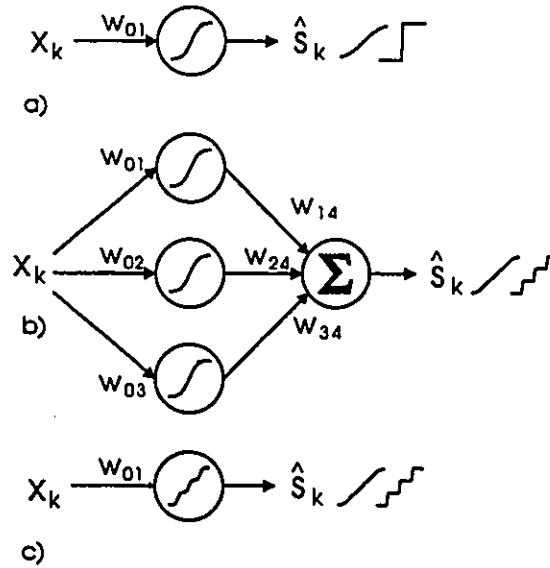 X_k W_01 Ŝ_k
a)
W_01
W_14
X_k W_02 W_24 Σ Ŝ_k
b)
W_34
W_03
X_k W_01 Ŝ_k
c)